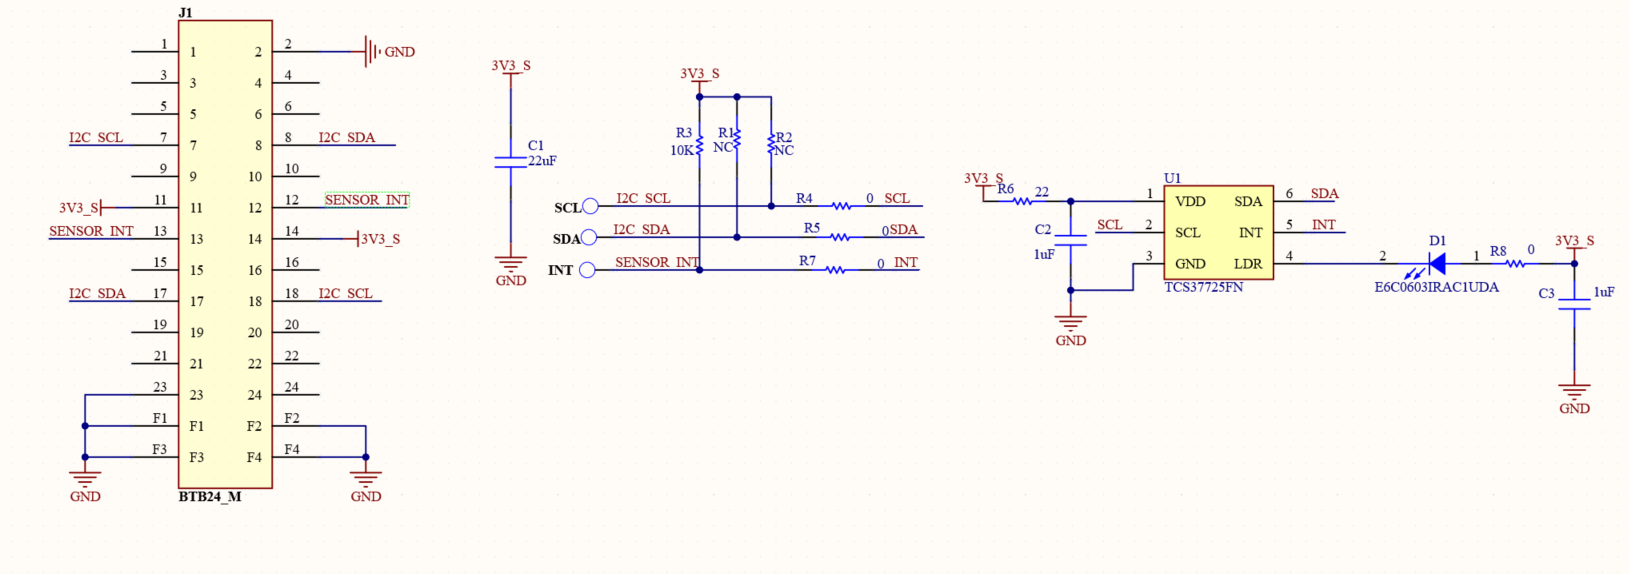 J1
1 1 2 2 GND
3 3 4 4
5 5 6 6
I2C_SCL 7 7 8 8 I2C_SDA
9 9 10 10
3V3_S 11 11 12 12 SENSOR_INT
SENSOR_INT 13 13 14 14 3V3_S
15 15 16 16
I2C_SDA 17 17 18 18 I2C_SCL
19 19 20 20
21 21 22 22
23 23 24 24
F1 F1 F2 F2
F3 F3 F4 F4
GND GND
BTB24_M
3V3_S
C1
22uF
GND
3V3_S
R3 R1 R2
10K NC NC
SCL I2C_SCL R4 0 SCL
SDA I2C_SDA R5 0 SDA
INT SENSOR_INT R7 0 INT
3V3_S
R6 22
C2
1uF
GND
U1
1 VDD SDA 6 SDA
SCL 2 SCL INT 5 INT
3 GND LDR 4
TCS37725FN
2 D1 1
E6C0603IRAC1UDA
R8 0
3V3_S
C3 1uF
GND